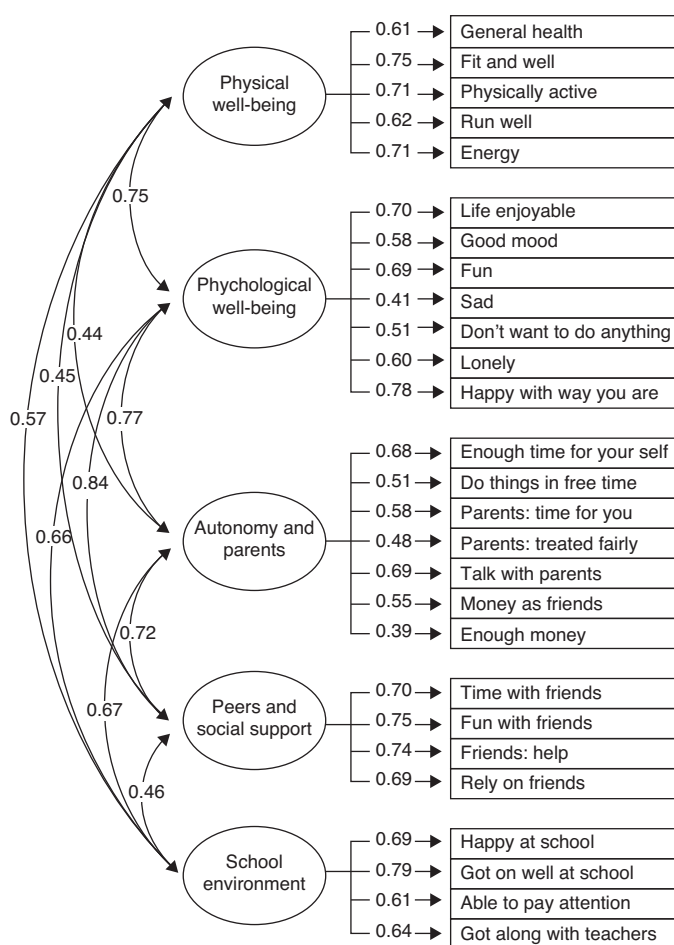 0.61 General health
0.75 Fit and well
Physical
well-being
0.71 Physically active
0.62 Run well
0.71 Energy
0.75
0.70 Life enjoyable
0.58 Good mood
0.69 Fun
Phychological
well-being
0.41 Sad
0.51 Don't want to do anything
0.60 Lonely
0.78 Happy with way you are
0.44
0.45
0.57
0.77
0.84
0.66
0.68 Enough time for your self
0.51 Do things in free time
0.58 Parents: time for you
Autonomy and
parents
0.48 Parents: treated fairly
0.69 Talk with parents
0.55 Money as friends
0.39 Enough money
0.72
0.67
0.70 Time with friends
Peers and
social support
0.75 Fun with friends
0.74 Friends: help
0.69 Rely on friends
0.46
0.69 Happy at school
School
environment
0.79 Got on well at school
0.61 Able to pay attention
0.64 Got along with teachers